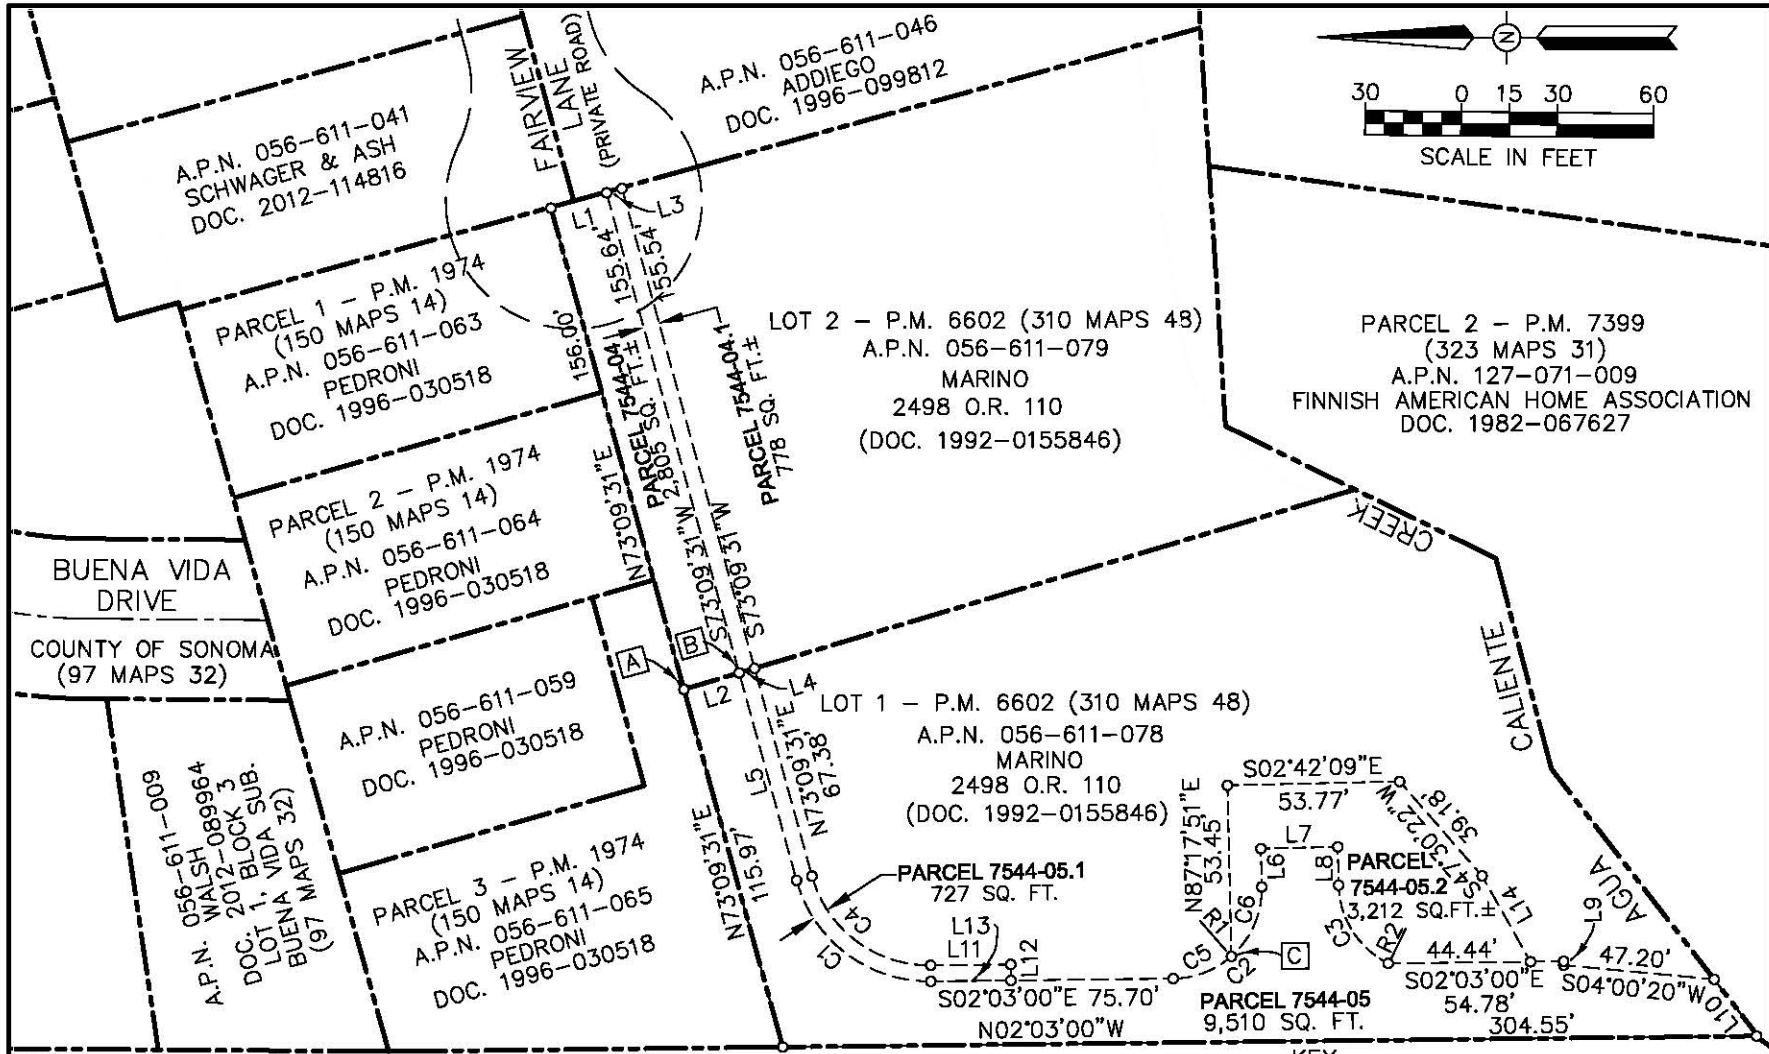 A.P.N. 056-611-041
SCHWAGER & ASH
DOC. 2012-114816
FAIRVIEW
LANE
(PRIVATE ROAD)
A.P.N. 056-611-046
ADDIEGO
DOC. 1996-099812
N
30 0 15 30 60
SCALE IN FEET
L1
L3
155.64'
155.54'
156.00'
PARCEL 1 - P.M. 1974
(150 MAPS 14)
A.P.N. 056-611-063
PEDRONI
DOC. 1996-030518
PARCEL 7544-04
2,805 SQ. FT.±
PARCEL 7544-04.1
778 SQ. FT.±
LOT 2 - P.M. 6602 (310 MAPS 48)
A.P.N. 056-611-079
MARINO
2498 O.R. 110
(DOC. 1992-0155846)
PARCEL 2 - P.M. 7399
(323 MAPS 31)
A.P.N. 127-071-009
FINNISH AMERICAN HOME ASSOCIATION
DOC. 1982-067627
N73°09'31"E
S73°09'31"W
S73°09'31"W
PARCEL 2 - P.M. 1974
(150 MAPS 14)
A.P.N. 056-611-064
PEDRONI
DOC. 1996-030518
BUENA VIDA
DRIVE
COUNTY OF SONOMA
(97 MAPS 32)
CREEK
CALIENTE
AGUA
A
B
L2
L4
A.P.N. 056-611-059
PEDRONI
DOC. 1996-030518
LOT 1 - P.M. 6602 (310 MAPS 48)
A.P.N. 056-611-078
MARINO
2498 O.R. 110
(DOC. 1992-0155846)
L5
N73°09'31"E
67.38'
N73°09'31"E
115.97'
A.P.N. 056-611-009
WALSH
DOC. 2012-089964
LOT 1, BLOCK 3
BUENA VIDA SUB.
(97 MAPS 32)
PARCEL 3 - P.M. 1974
(150 MAPS 14)
A.P.N. 056-611-065
PEDRONI
DOC. 1996-030518
PARCEL 7544-05.1
727 SQ. FT.
C4
C1
L13
L11
L12
S02°03'00"E 75.70'
N02°03'00"W
N87°17'51"E
53.45'
S02°42'09"E
53.77'
S47°30'22"W
39.18'
L7
L6
L8
PARCEL
7544-05.2
3,212 SQ.FT.±
L14
L9
C6
R1
C3
R2
C5
C2
C
PARCEL 7544-05
9,510 SQ. FT.
44.44'
S02°03'00"E
54.78'
304.55'
47.20'
S04°00'20"W
L10
KEY